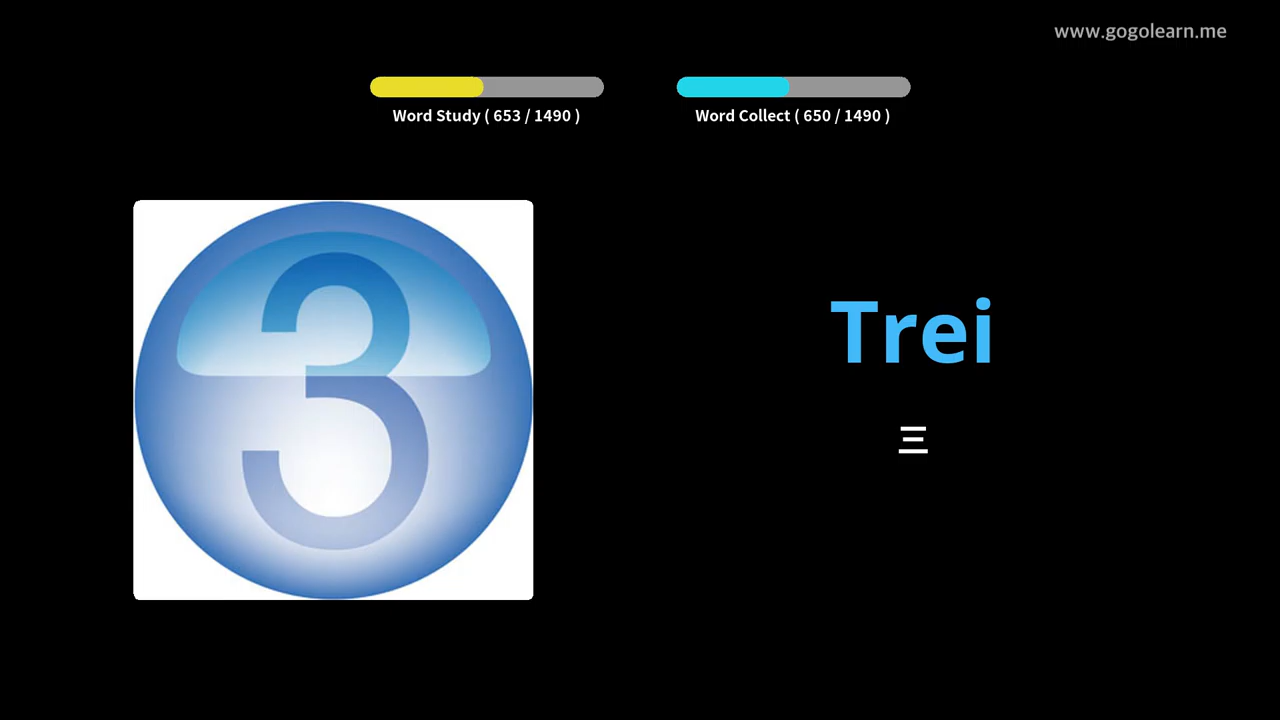 www.gogolearn.me
Word Study ( 653 / 1490 )
Word Collect ( 650 / 1490 )
3
Trei
三